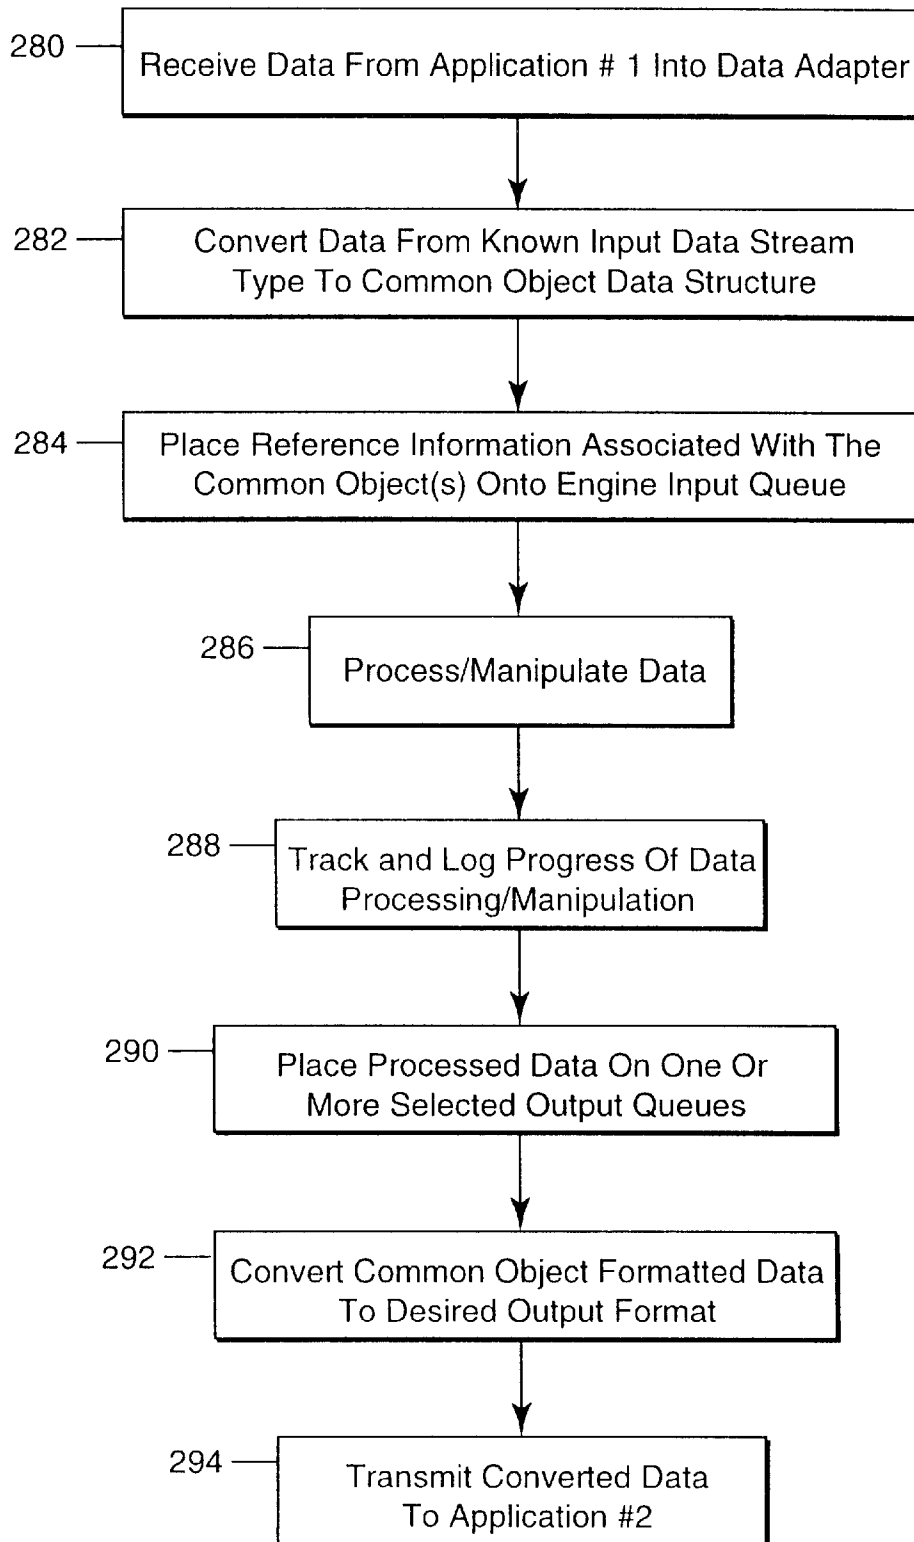 280
Receive Data From Application # 1 Into Data Adapter
282
Convert Data From Known Input Data Stream
Type To Common Object Data Structure
284
Place Reference Information Associated With The
Common Object(s) Onto Engine Input Queue
286
Process/Manipulate Data
288
Track and Log Progress Of Data
Processing/Manipulation
290
Place Processed Data On One Or
More Selected Output Queues
292
Convert Common Object Formatted Data
To Desired Output Format
294
Transmit Converted Data
To Application #2